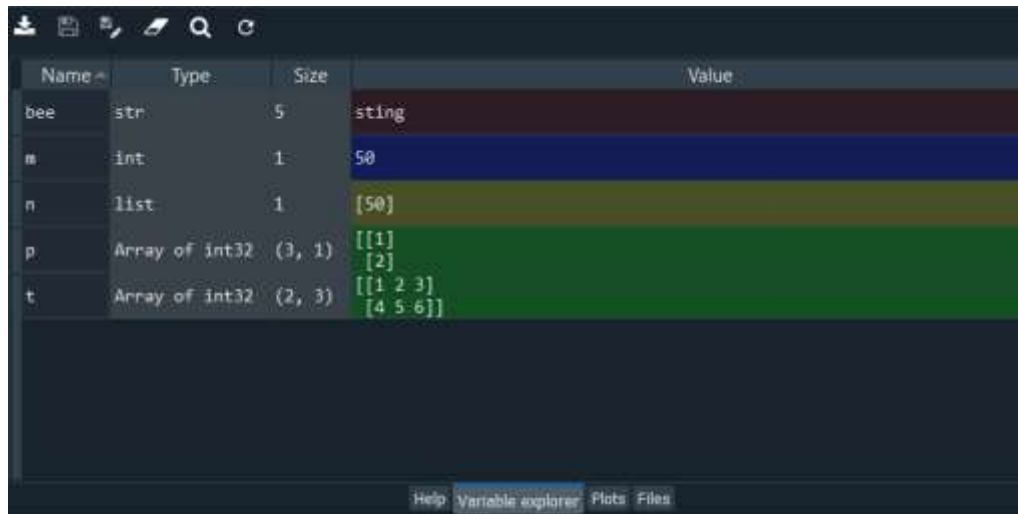 Name Type Size Value
bee str 5 sting
m int 1 50
n list 1 [50]
p Array of int32 (3, 1) [[1]
[2]
t Array of int32 (2, 3) [[1 2 3]
[4 5 6]]
Help Variable explorer Plots Files